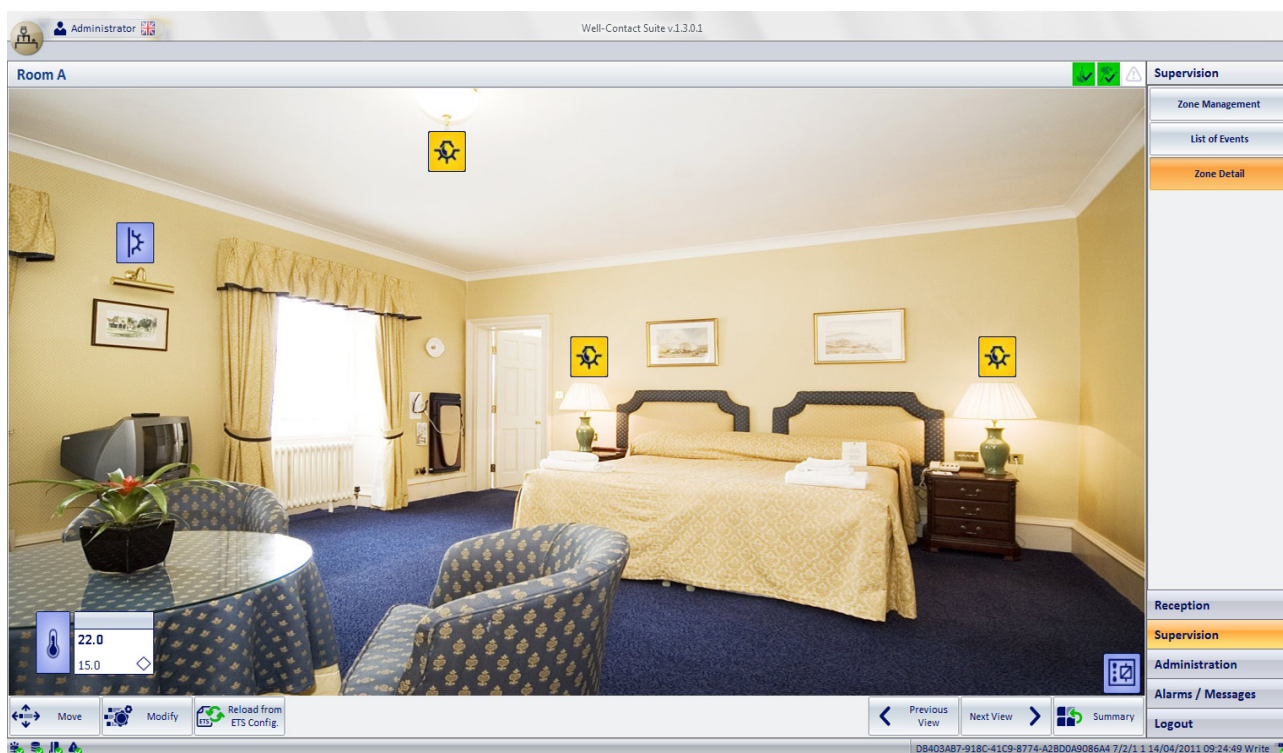 Administrator
Well-Contact Suite v.1.3.0.1
Room A
Supervision
Zone Management
List of Events
Zone Detail
22.0
15.0
Reception
Supervision
Administration
Alarms / Messages
Logout
Move
Modify
ETS
Reload from
ETS Config.
Previous
View
Next View
Summary
DB403AB7-918C-41C9-8774-A2BD0A9086A4 7/2/1 1 14/04/2011 09:24:49 Write